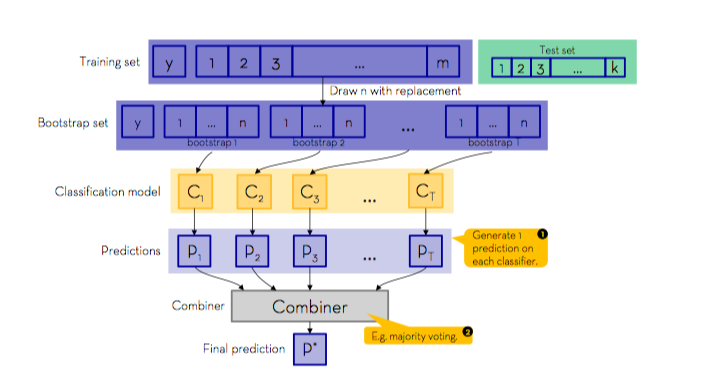 Test set
Training set y 1 2 3 ... m
1 2 3 ... k
Draw n with replacement
Bootstrap set y 1 ... n 1 ... n ... 1 ... n
bootstrap 1 bootstrap 2 bootstrap T
Classification model C1 C2 C3 ... CT
Generate 1 1
prediction on
each classifier.
Predictions P1 P2 P3 ... PT
Combiner Combiner
E.g. majority voting. 2
Final prediction P*